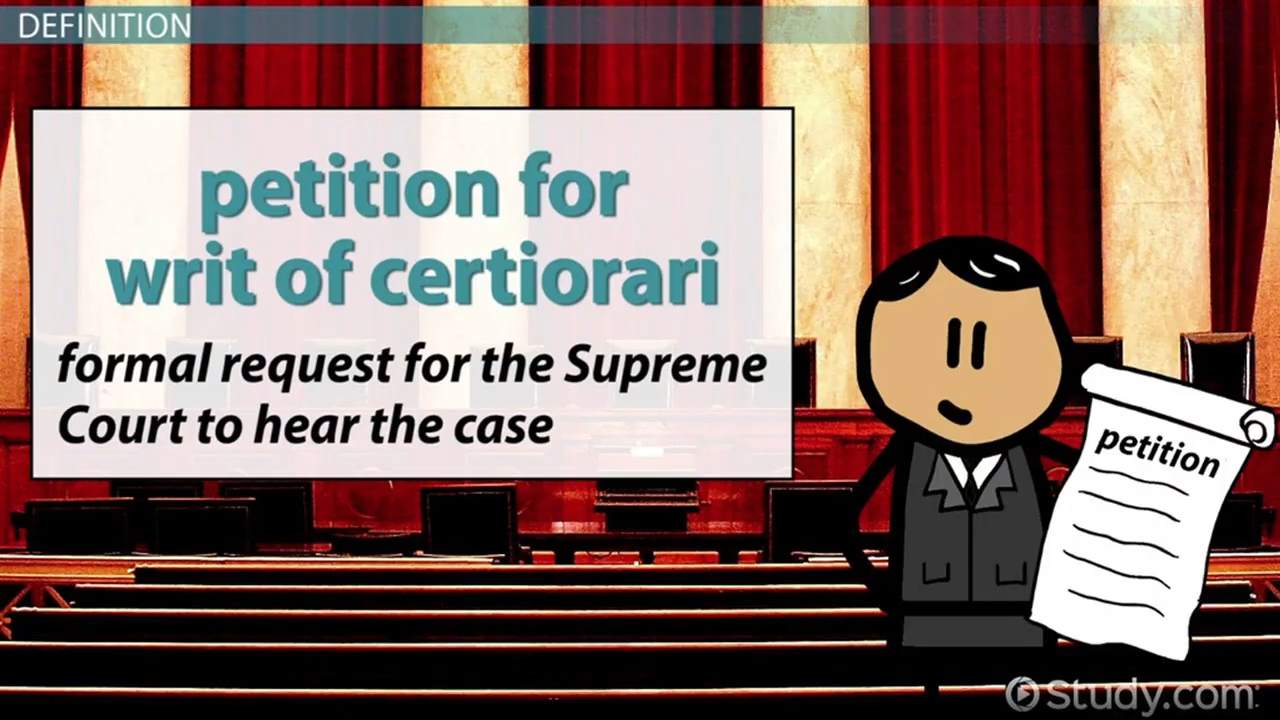 DEFINITION
petition for
writ of certiorari
formal request for the Supreme
Court to hear the case
petition
Study.com